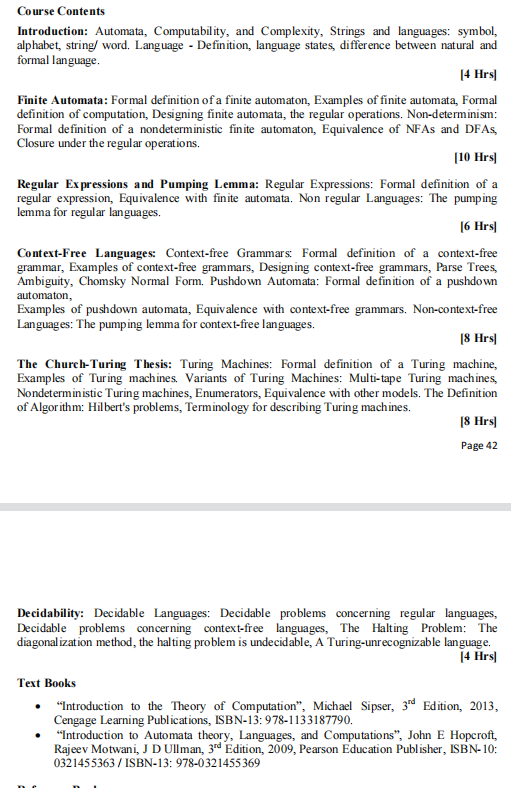 Course Contents
Introduction: Automata, Computability, and Complexity, Strings and languages: symbol,
alphabet, string/ word. Language - Definition, language states, difference between natural and
formal language.
[4 Hrs]
Finite Automata: Formal definition of a finite automaton, Examples of finite automata, Formal
definition of computation, Designing finite automata, the regular operations. Non-determinism:
Formal definition of a nondeterministic finite automaton, Equivalence of NFAs and DFAs,
Closure under the regular operations.
[10 Hrs]
Regular Expressions and Pumping Lemma: Regular Expressions: Formal definition of a
regular expression, Equivalence with finite automata. Non regular Languages: The pumping
lemma for regular languages.
[6 Hrs]
Context-Free Languages: Context-free Grammars: Formal definition of a context-free
grammar, Examples of context-free grammars, Designing context-free grammars, Parse Trees,
Ambiguity, Chomsky Normal Form. Pushdown Automata: Formal definition of a pushdown
automaton,
Examples of pushdown automata, Equivalence with context-free grammars. Non-context-free
Languages: The pumping lemma for context-free languages.
[8 Hrs]
The Church-Turing Thesis: Turing Machines: Formal definition of a Turing machine,
Examples of Turing machines. Variants of Turing Machines: Multi-tape Turing machines,
Nondeterministic Turing machines, Enumerators, Equivalence with other models. The Definition
of Algorithm: Hilbert's problems, Terminology for describing Turing machines.
[8 Hrs]
Page 42
Decidability: Decidable Languages: Decidable problems concerning regular languages,
Decidable problems concerning context-free languages, The Halting Problem: The
diagonalization method, the halting problem is undecidable, A Turing-unrecognizable language.
[4 Hrs]
Text Books
• “Introduction to the Theory of Computation”, Michael Sipser, 3rd Edition, 2013,
Cengage Learning Publications, ISBN-13: 978-1133187790.
• “Introduction to Automata theory, Languages, and Computations”, John E Hopcroft,
Rajeev Motwani, J D Ullman, 3rd Edition, 2009, Pearson Education Publisher, ISBN-10:
0321455363 / ISBN-13: 978-0321455369